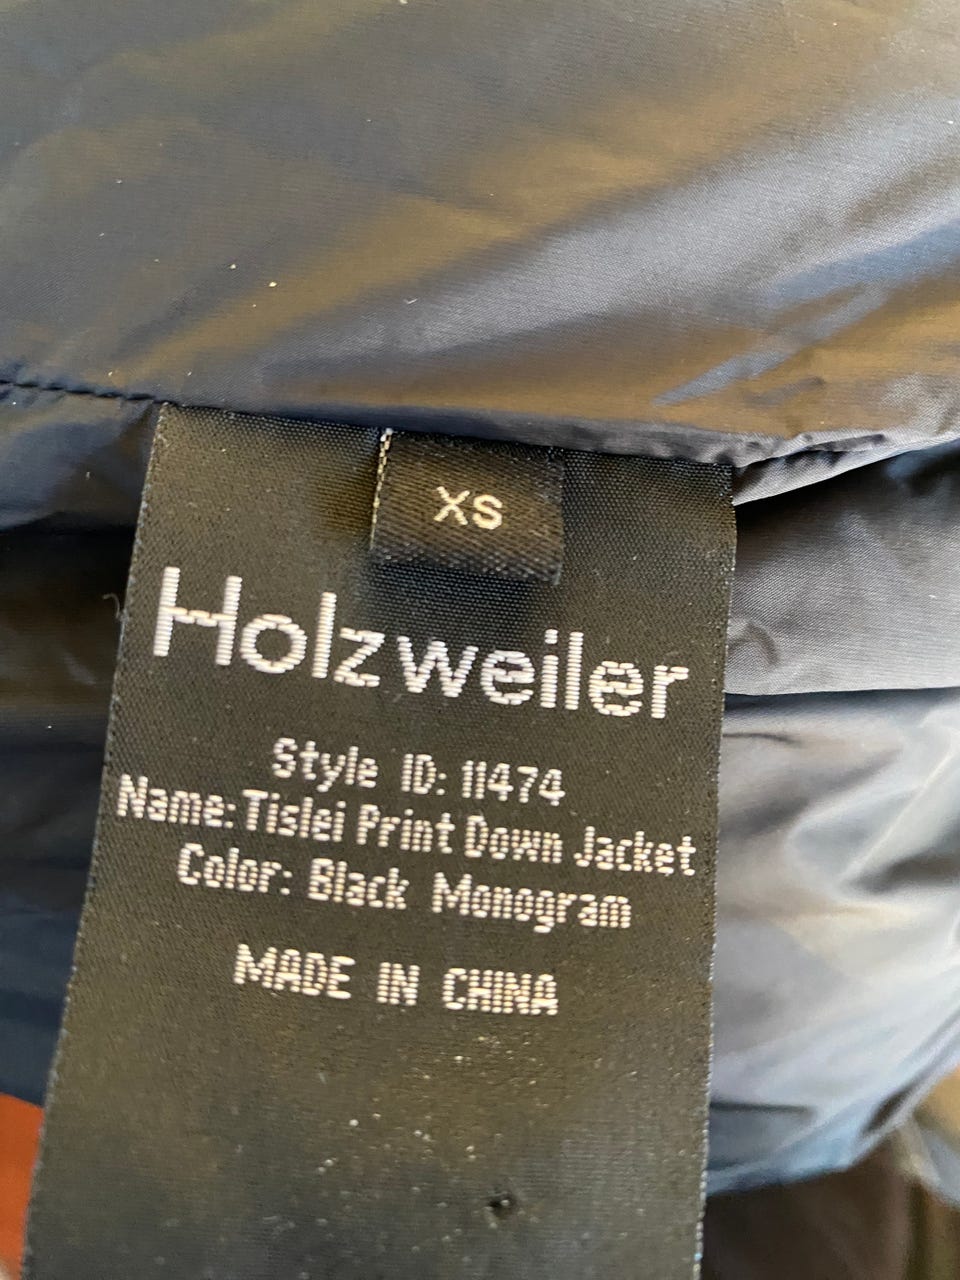 XS
Holzweiler
Style ID: 11474
Name: Tislei Print Down Jacket
Color: Black Monogram
MADE IN CHINA